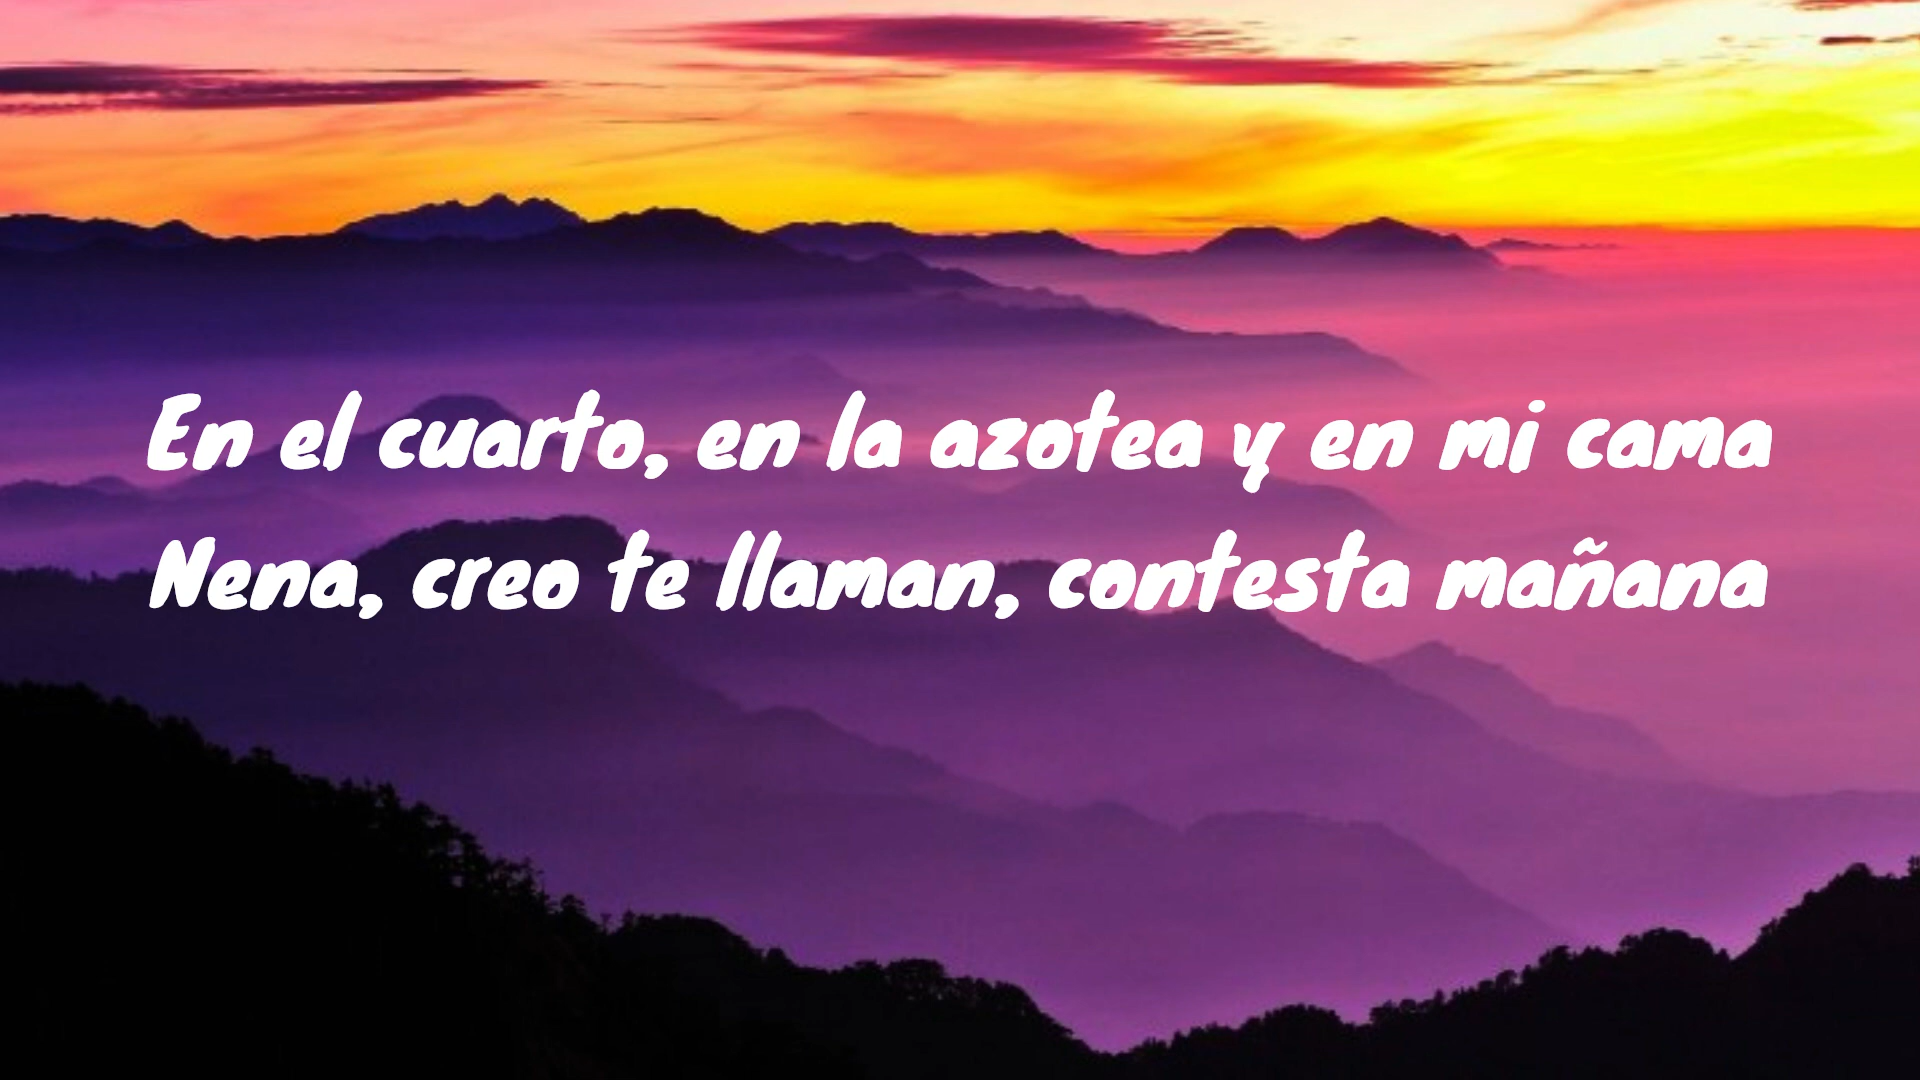 En el cuarto, en la azotea y en mi cama
Nena, creo te llaman, contesta mañana